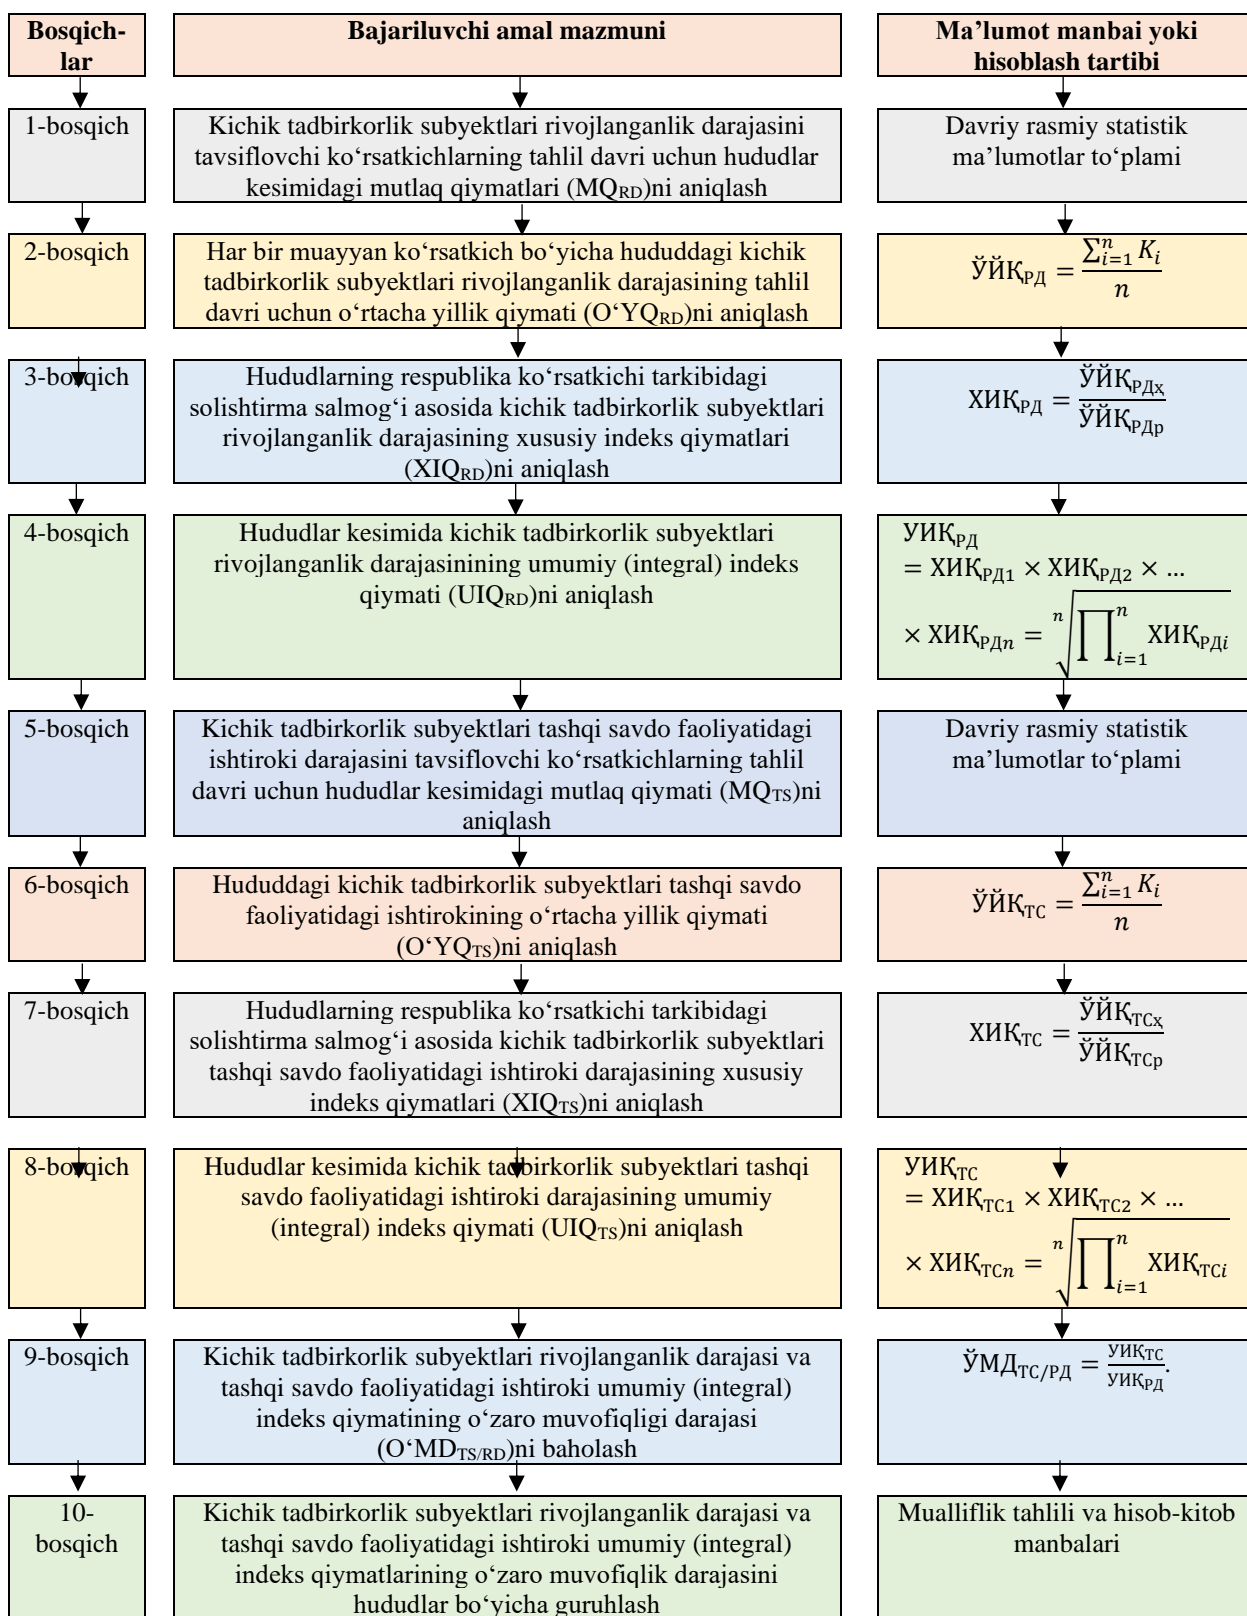 Bosqich-
lar
Bajariluvchi amal mazmuni
Ma’lumot manbai yoki
hisoblash tartibi
1-bosqich
Kichik tadbirkorlik subyektlari rivojlanganlik darajasini
tavsiflovchi ko‘rsatkichlarning tahlil davri uchun hududlar
kesimidagi mutlaq qiymatlari (MQRD)ni aniqlash
Davriy rasmiy statistik
ma’lumotlar to‘plami
2-bosqich
Har bir muayyan ko‘rsatkich bo‘yicha hududdagi kichik
tadbirkorlik subyektlari rivojlanganlik darajasining tahlil
davri uchun o‘rtacha yillik qiymati (O‘YQRD)ni aniqlash
ЎЙҚРД = ∑ⁿᵢ₌₁ Kᵢ / n
3-bosqich
Hududlarning respublika ko‘rsatkichi tarkibidagi
solishtirma salmog‘i asosida kichik tadbirkorlik subyektlari
rivojlanganlik darajasining xususiy indeks qiymatlari
(XIQRD)ni aniqlash
ХИҚРД = ЎЙҚРДҳ / ЎЙҚРДр
4-bosqich
Hududlar kesimida kichik tadbirkorlik subyektlari
rivojlanganlik darajasinining umumiy (integral) indeks
qiymati (UIQRD)ni aniqlash
УИҚРД
= ХИҚРД1 × ХИҚРД2 × …
× ХИҚРДn = ⁿ√∏ⁿᵢ₌₁ ХИҚРДi
5-bosqich
Kichik tadbirkorlik subyektlari tashqi savdo faoliyatidagi
ishtiroki darajasini tavsiflovchi ko‘rsatkichlarning tahlil
davri uchun hududlar kesimidagi mutlaq qiymati (MQTS)ni
aniqlash
Davriy rasmiy statistik
ma’lumotlar to‘plami
6-bosqich
Hududdagi kichik tadbirkorlik subyektlari tashqi savdo
faoliyatidagi ishtirokining o‘rtacha yillik qiymati
(O‘YQTS)ni aniqlash
ЎЙҚТС = ∑ⁿᵢ₌₁ Kᵢ / n
7-bosqich
Hududlarning respublika ko‘rsatkichi tarkibidagi
solishtirma salmog‘i asosida kichik tadbirkorlik subyektlari
tashqi savdo faoliyatidagi ishtiroki darajasining xususiy
indeks qiymatlari (XIQTS)ni aniqlash
ХИҚТС = ЎЙҚТСҳ / ЎЙҚТСр
8-bosqich
Hududlar kesimida kichik tadbirkorlik subyektlari tashqi
savdo faoliyatidagi ishtiroki darajasining umumiy
(integral) indeks qiymati (UIQTS)ni aniqlash
УИҚТС
= ХИҚТС1 × ХИҚТС2 × …
× ХИҚТСn = ⁿ√∏ⁿᵢ₌₁ ХИҚТСi
9-bosqich
Kichik tadbirkorlik subyektlari rivojlanganlik darajasi va
tashqi savdo faoliyatidagi ishtiroki umumiy (integral)
indeks qiymatining o‘zaro muvofiqligi darajasi
(O‘MDTS/RD)ni baholash
ЎМДТС/РД = УИҚТС / УИҚРД.
10-
bosqich
Kichik tadbirkorlik subyektlari rivojlanganlik darajasi va
tashqi savdo faoliyatidagi ishtiroki umumiy (integral)
indeks qiymatlarining o‘zaro muvofiqlik darajasini
hududlar bo‘yicha guruhlash
Mualliflik tahlili va hisob-kitob
manbalari